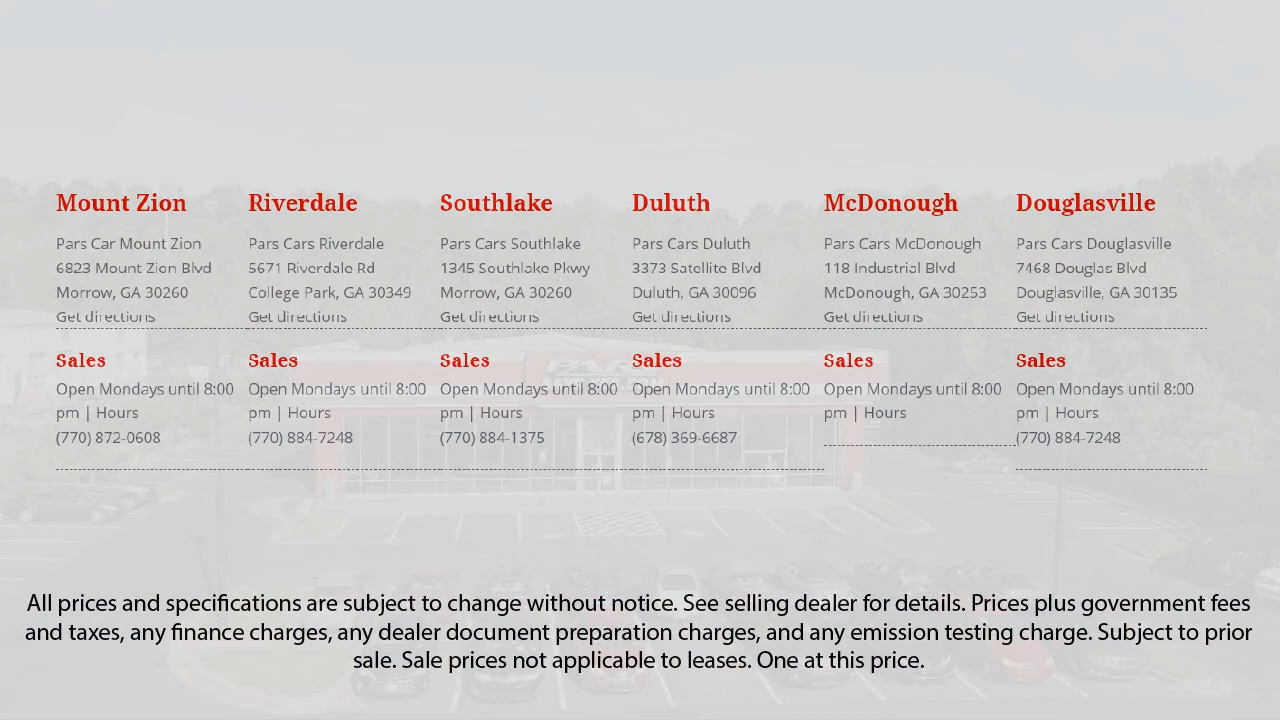 Mount Zion
Pars Car Mount Zion
6823 Mount Zion Blvd
Morrow, GA 30260
Get directions
Sales
Open Mondays until 8:00
pm | Hours
(770) 872-0608
Riverdale
Pars Cars Riverdale
5671 Riverdale Rd
College Park, GA 30349
Get directions
Sales
Open Mondays until 8:00
pm | Hours
(770) 884-7248
Southlake
Pars Cars Southlake
1345 Southlake Pkwy
Morrow, GA 30260
Get directions
Sales
Open Mondays until 8:00
pm | Hours
(770) 884-1375
Duluth
Pars Cars Duluth
3373 Satellite Blvd
Duluth, GA 30096
Get directions
Sales
Open Mondays until 8:00
pm | Hours
(678) 369-6687
McDonough
Pars Cars McDonough
118 Industrial Blvd
McDonough, GA 30253
Get directions
Sales
Open Mondays until 8:00
pm | Hours
Douglasville
Pars Cars Douglasville
7468 Douglas Blvd
Douglasville, GA 30135
Get directions
Sales
Open Mondays until 8:00
pm | Hours
(770) 884-7248
All prices and specifications are subject to change without notice. See selling dealer for details. Prices plus government fees
and taxes, any finance charges, any dealer document preparation charges, and any emission testing charge. Subject to prior
sale. Sale prices not applicable to leases. One at this price.